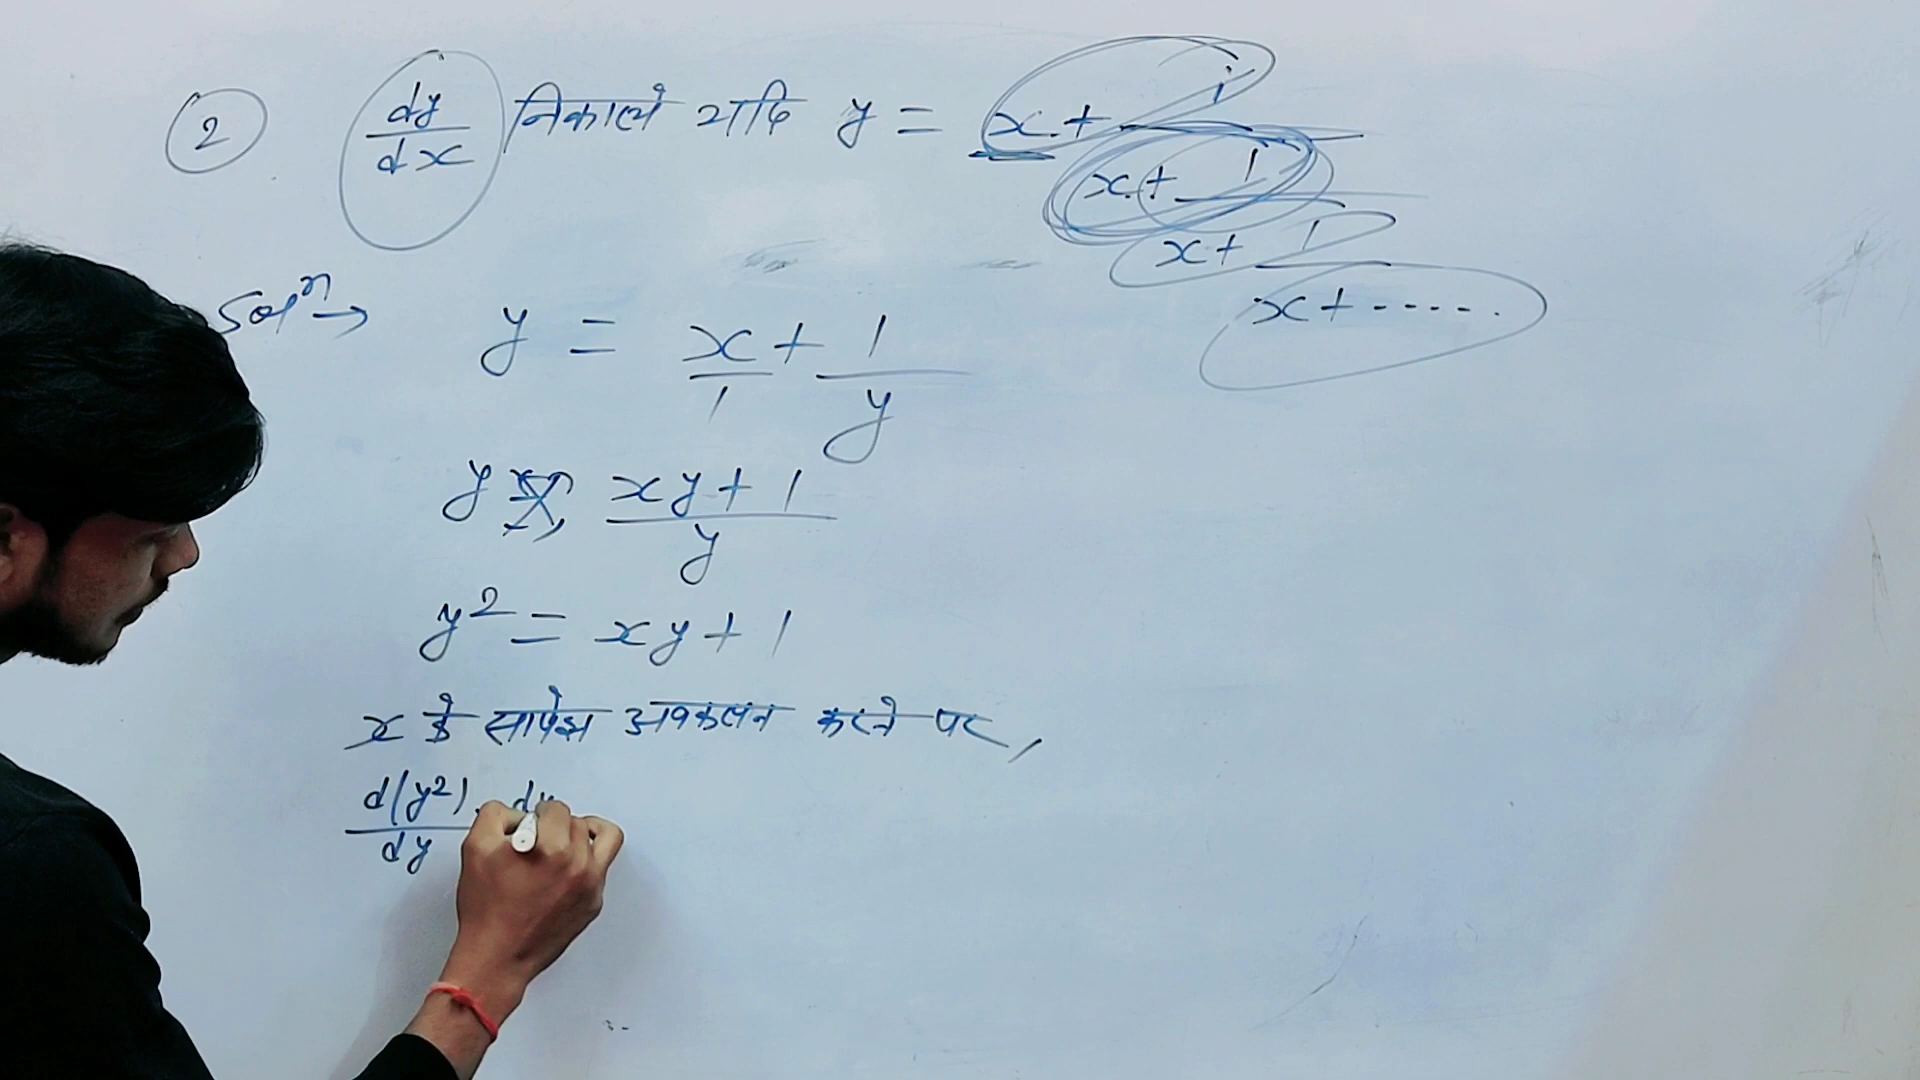 2 dy/dx निकालो यदि y = x + 1
x + 1
x + 1
x + -----
Solⁿ → y = x/1 + 1/y
y = xy + 1 / y
y² = xy + 1
x के सापेक्ष अवकलन करने पर,
d(y²)/dy . dy